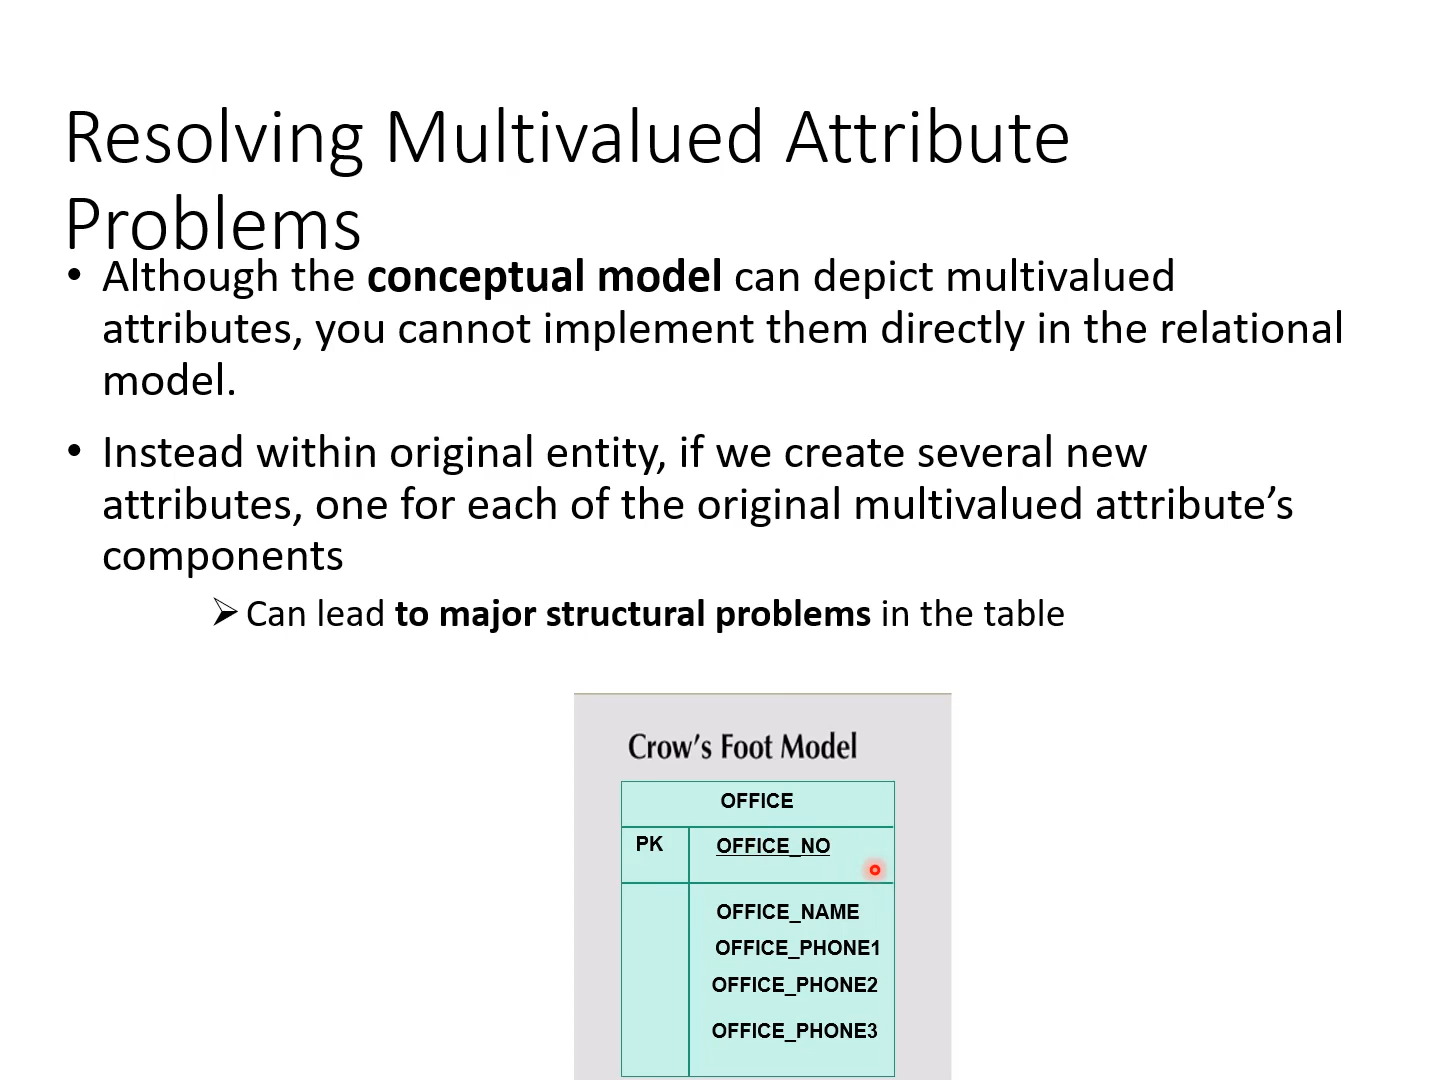 Resolving Multivalued Attribute
Problems
• Although the conceptual model can depict multivalued
attributes, you cannot implement them directly in the relational
model.
• Instead within original entity, if we create several new
attributes, one for each of the original multivalued attribute’s
components
➢ Can lead to major structural problems in the table
Crow’s Foot Model
OFFICE
PK OFFICE_NO
OFFICE_NAME
OFFICE_PHONE1
OFFICE_PHONE2
OFFICE_PHONE3